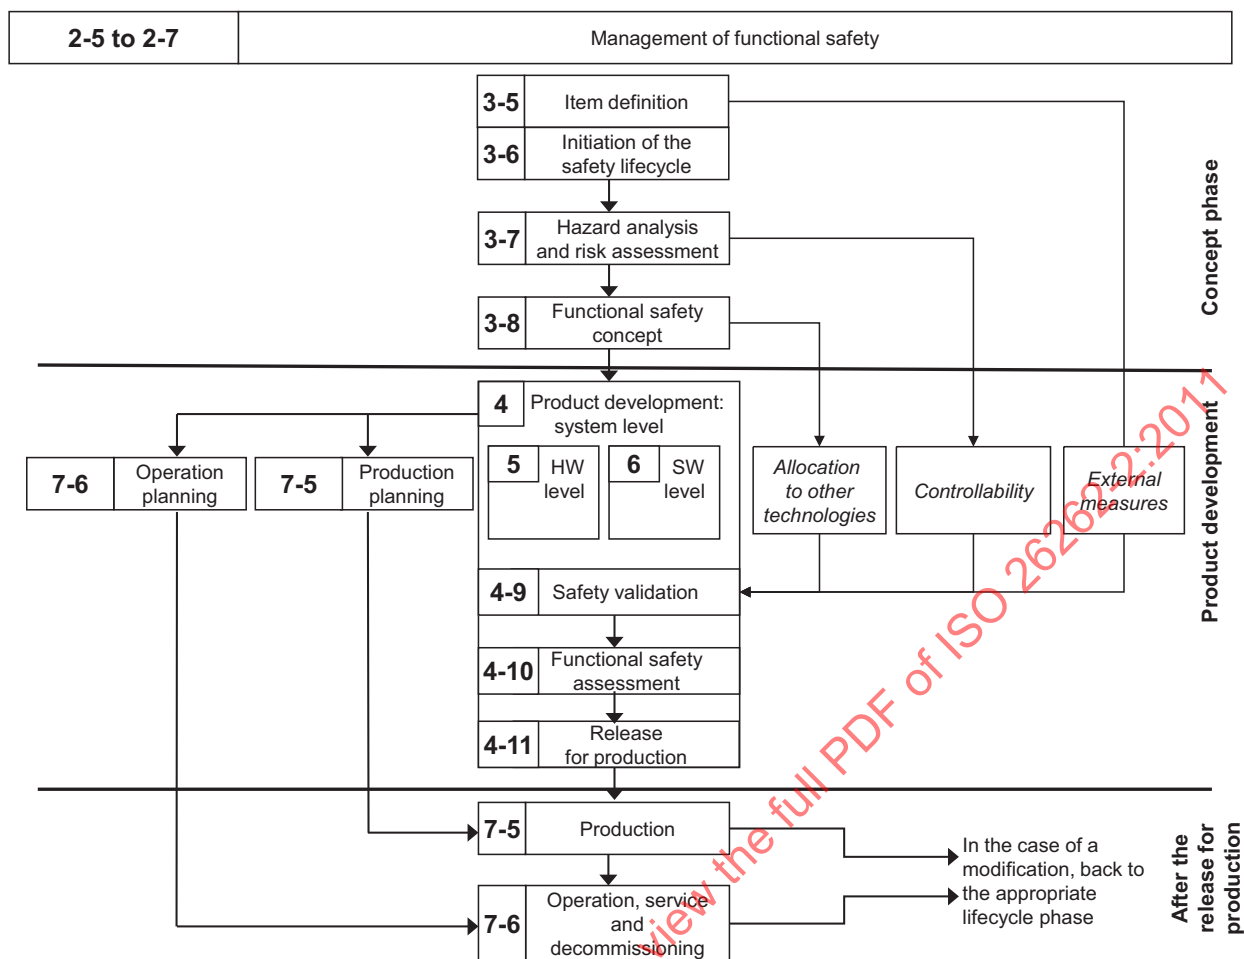 2-5 to 2-7
Management of functional safety
3-5
Item definition
3-6
Initiation of the
safety lifecycle
3-7
Hazard analysis
and risk assessment
3-8
Functional safety
concept
Concept phase
4
Product development:
system level
5
HW
level
6
SW
level
7-6
Operation
planning
7-5
Production
planning
Allocation
to other
technologies
Controllability
External
measures
4-9
Safety validation
4-10
Functional safety
assessment
4-11
Release
for production
Product development
7-5
Production
7-6
Operation, service
and
decommissioning
In the case of a
modification, back to
the appropriate
lifecycle phase
After the
release for
production
view the full PDF of ISO 26262-2:2011